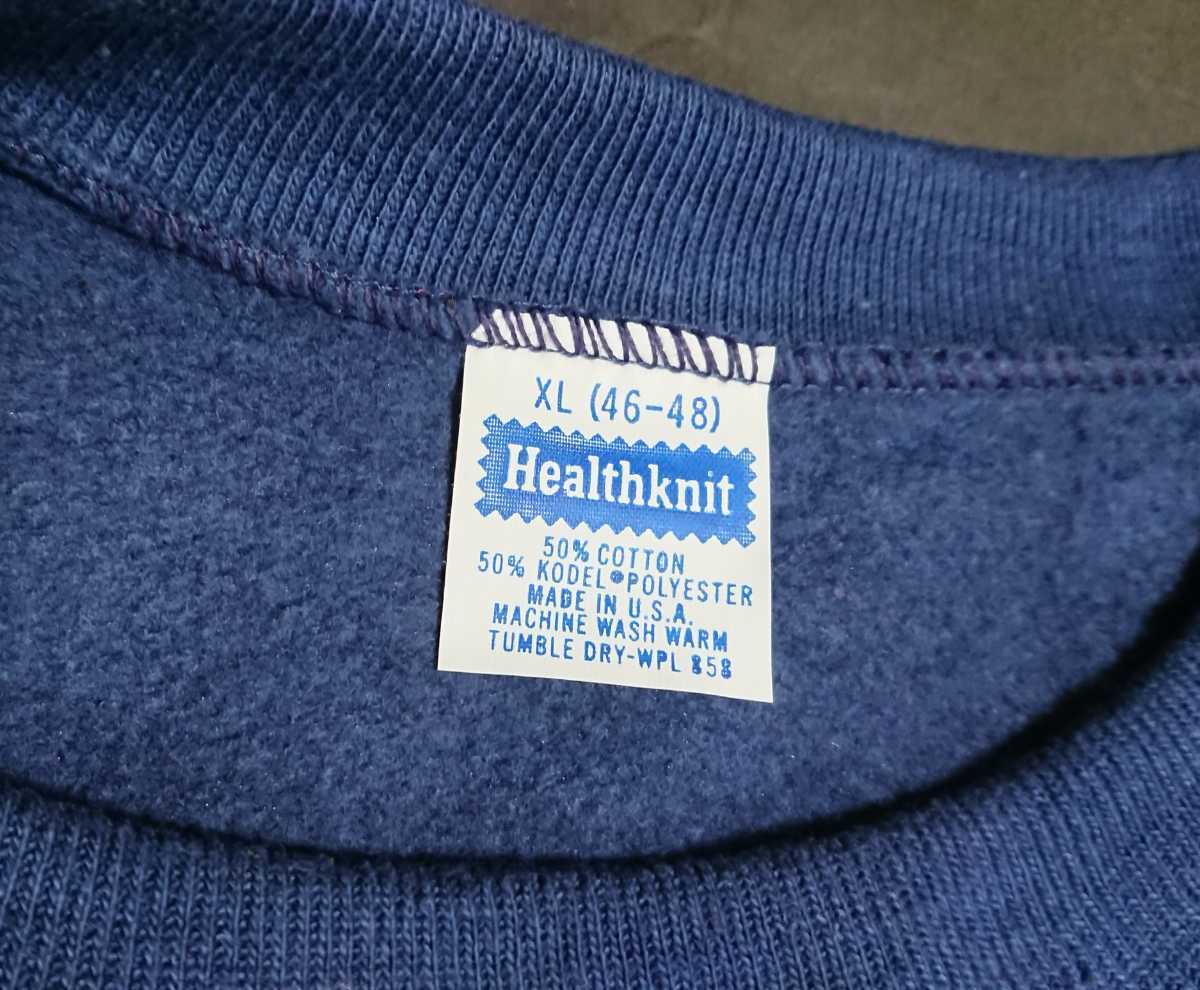 XL (46-48)
Healthknit
50% COTTON
50% KODEL® POLYESTER
MADE IN U.S.A.
MACHINE WASH WARM
TUMBLE DRY-WPL 858